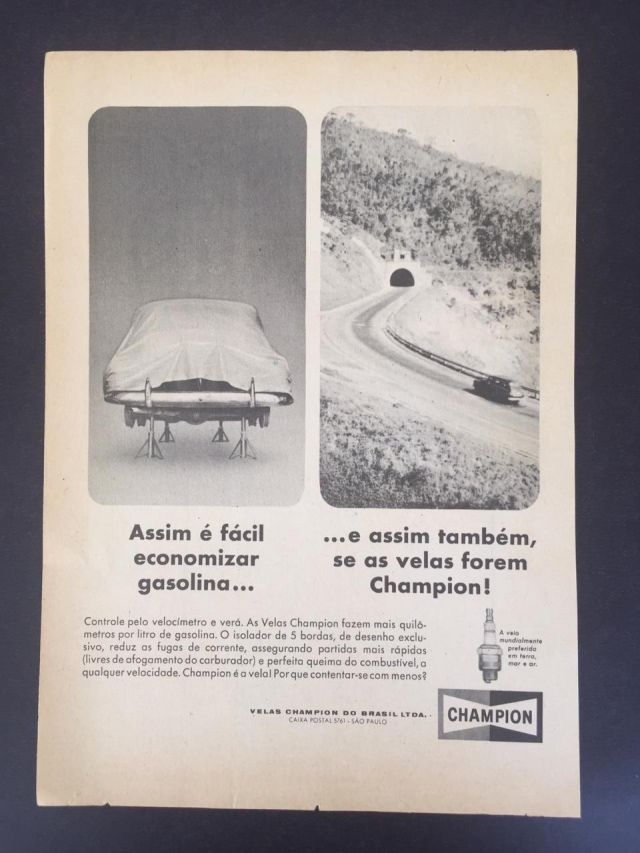 Assim é fácil
economizar
gasolina...
...e assim também,
se as velas forem
Champion!
Controle pelo velocímetro e verá. As Velas Champion fazem mais quilô-
metros por litro de gasolina. O isolador de 5 bordas, de desenho exclu-
sivo, reduz as fugas de corrente, assegurando partidas mais rápidas
(livres de afogamento do carburador) e perfeita queima do combustível, a
qualquer velocidade. Champion é a vela! Por que contentar-se com menos?
A vela
mundialmente
preferida
em terra,
mar e ar.
VELAS CHAMPION DO BRASIL LTDA.
CAIXA POSTAL 5761 - SÃO PAULO
CHAMPION